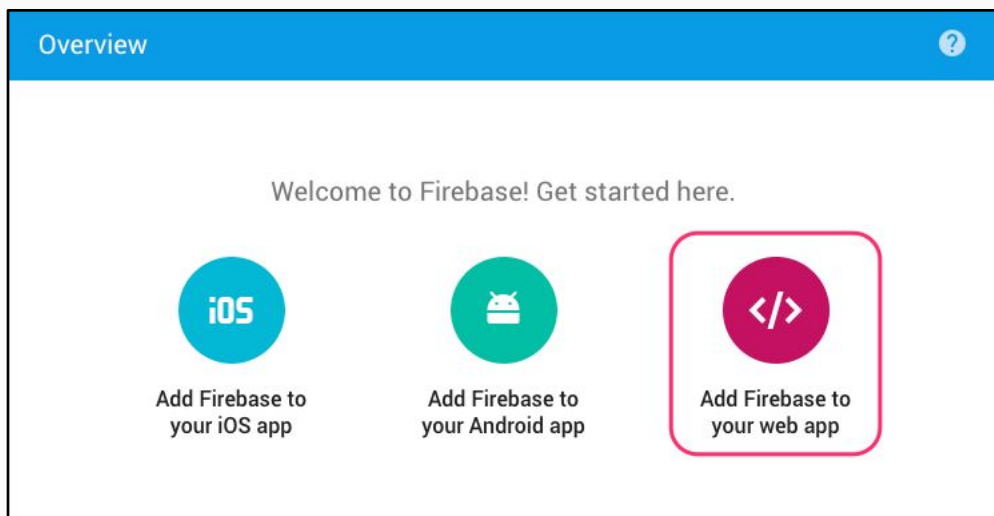 Overview
?
Welcome to Firebase! Get started here.
iOS
</>
Add Firebase to
your iOS app
Add Firebase to
your Android app
Add Firebase to
your web app